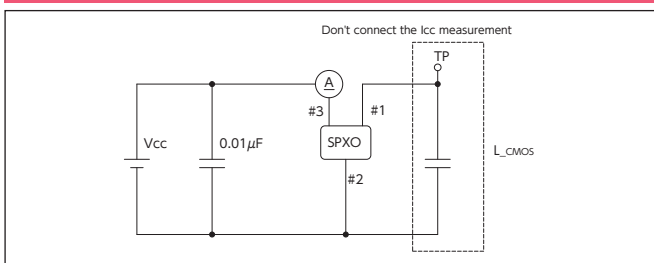 Don't connect the Icc measurement
TP
A
#3
#1
Vcc
0.01μF
SPXO
L_CMOS
#2